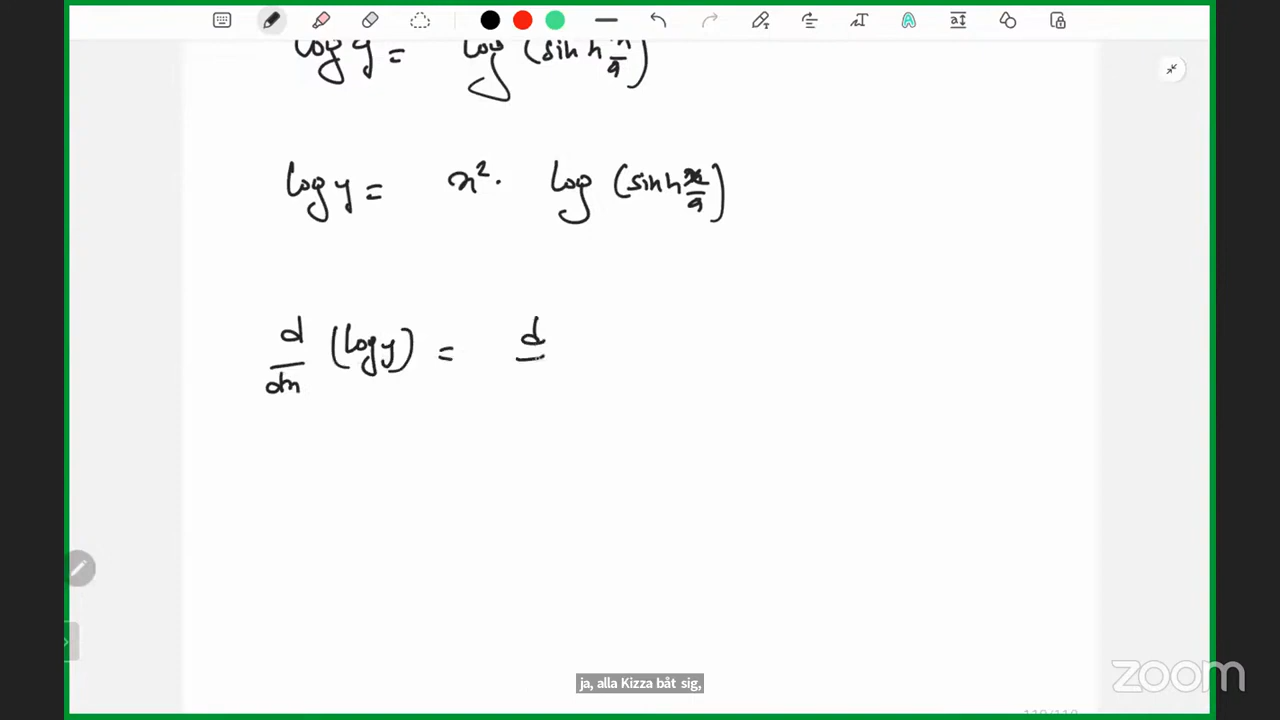 log y = log (sinh x/a)
log y = x². log (sinh x/a)
d/dx (log y) = d
ja, alla Kizza båt sig,
zoom